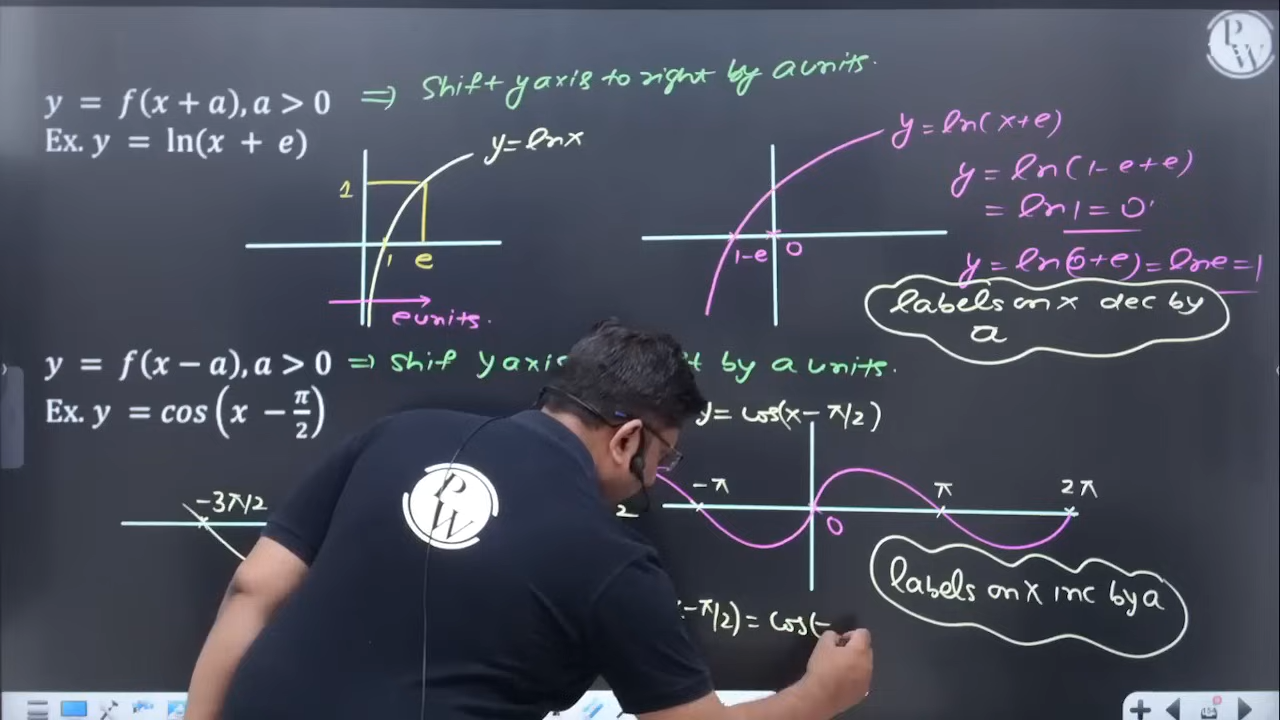 P
W
y = f(x + a), a > 0 ⇒ Shift y axis to right by a units.
Ex. y = ln(x + e)
y = ln x
1
1 e
e units.
y = ln(x+e)
1-e 0
y = ln(1-e+e)
= ln 1 = 0
y = ln(0+e) = ln e = 1
labels on x dec by
a
y = f(x − a), a > 0 ⇒ Shif y axis t by a units.
Ex. y = cos(x − π/2)
-3π/2
P
W
2
y = cos(x − π/2)
-π 0 π 2π
labels on x inc by a
-π/2) = cos(-